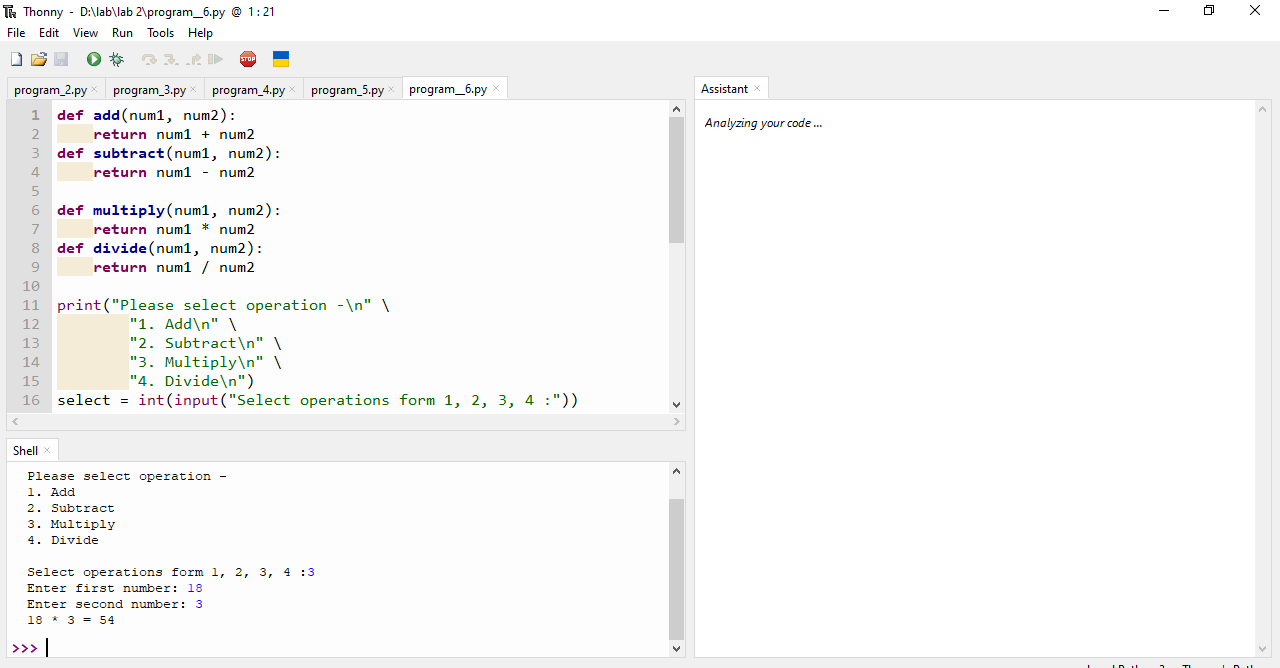 Thonny - D:\lab\lab 2\program__6.py @ 1 : 21
File Edit View Run Tools Help
STOP
program_2.py × program_3.py × program_4.py × program_5.py × program__6.py ×
1 def add(num1, num2):
2     return num1 + num2
3 def subtract(num1, num2):
4     return num1 - num2
5
6 def multiply(num1, num2):
7     return num1 * num2
8 def divide(num1, num2):
9     return num1 / num2
10
11 print("Please select operation -\n" \
12         "1. Add\n" \
13         "2. Subtract\n" \
14         "3. Multiply\n" \
15         "4. Divide\n")
16 select = int(input("Select operations form 1, 2, 3, 4 :"))
Shell ×
Please select operation -
1. Add
2. Subtract
3. Multiply
4. Divide
Select operations form 1, 2, 3, 4 :3
Enter first number: 18
Enter second number: 3
18 * 3 = 54
>>>
Assistant ×
Analyzing your code ...